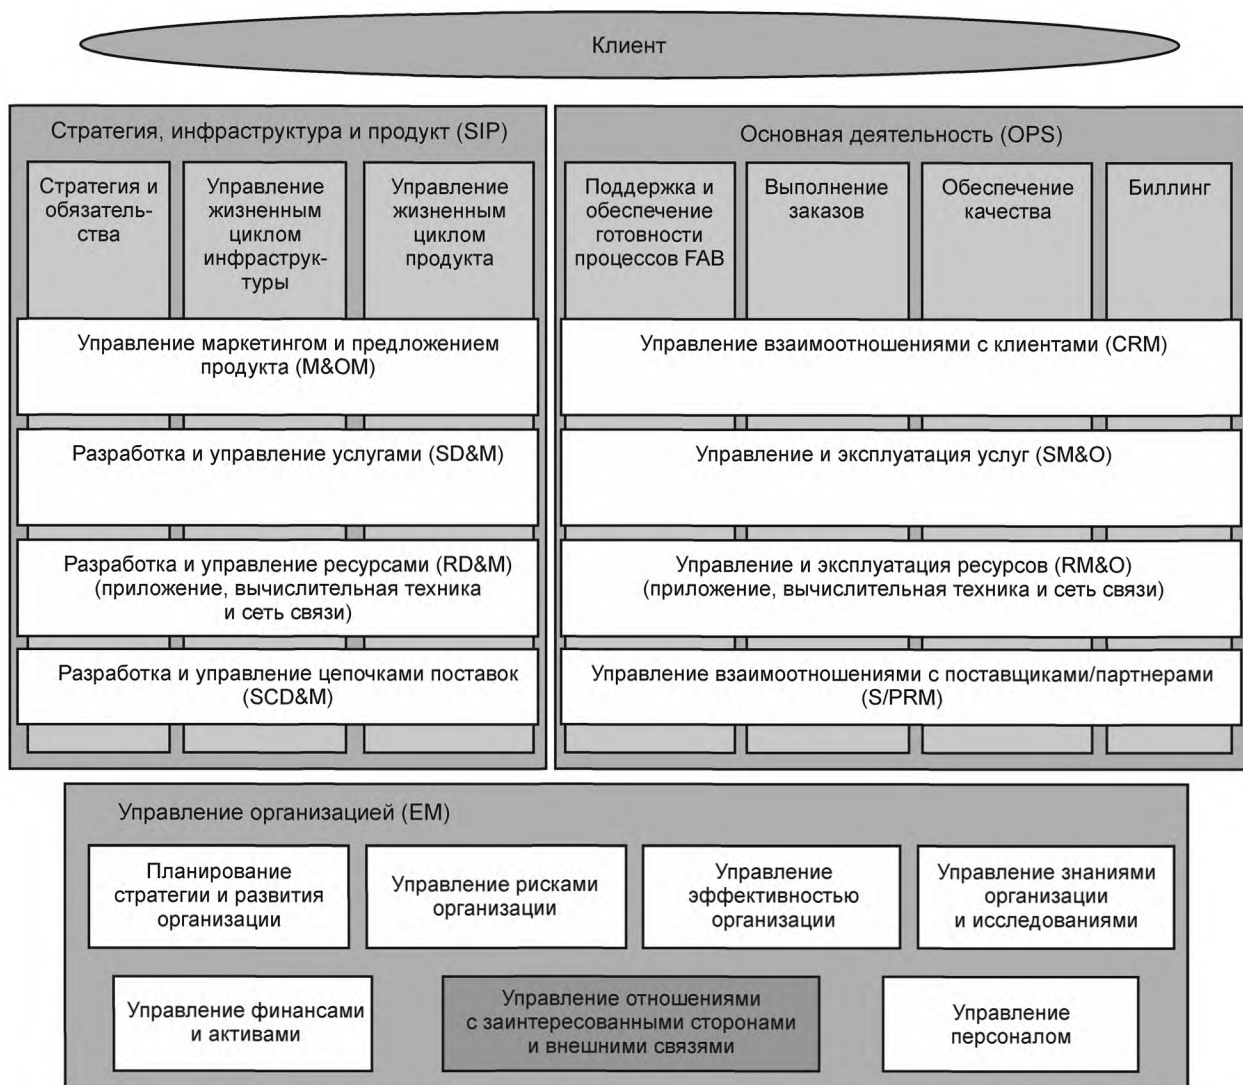 Клиент
Стратегия, инфраструктура и продукт (SIP)
Стратегия и
обязатель-
ства
Управление
жизненным
циклом
инфраструк-
туры
Управление
жизненным
циклом
продукта
Управление маркетингом и предложением
продукта (M&OM)
Разработка и управление услугами (SD&M)
Разработка и управление ресурсами (RD&M)
(приложение, вычислительная техника
и сеть связи)
Разработка и управление цепочками поставок
(SCD&M)
Основная деятельность (OPS)
Поддержка и
обеспечение
готовности
процессов FAB
Выполнение
заказов
Обеспечение
качества
Биллинг
Управление взаимоотношениями с клиентами (CRM)
Управление и эксплуатация услуг (SM&O)
Управление и эксплуатация ресурсов (RM&O)
(приложение, вычислительная техника и сеть связи)
Управление взаимоотношениями с поставщиками/партнерами
(S/PRM)
Управление организацией (EM)
Планирование
стратегии и развития
организации
Управление рисками
организации
Управление
эффективностью
организации
Управление знаниями
организации
и исследованиями
Управление финансами
и активами
Управление отношениями
с заинтересованными сторонами
и внешними связями
Управление
персоналом